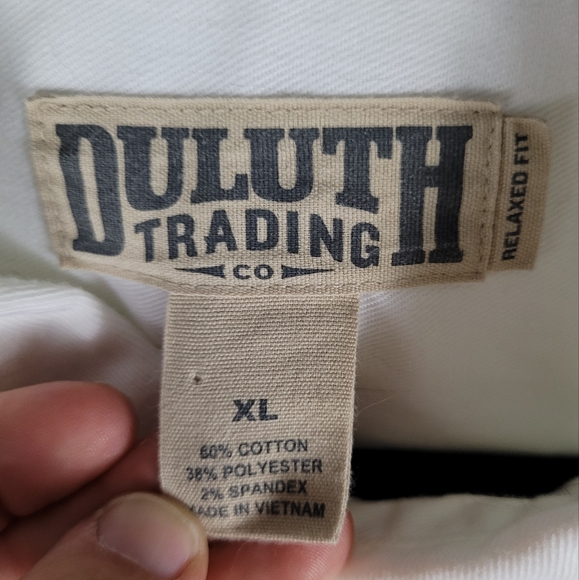 DULUTH
TRADING
CO
RELAXED FIT
XL
60% COTTON
38% POLYESTER
2% SPANDEX
MADE IN VIETNAM